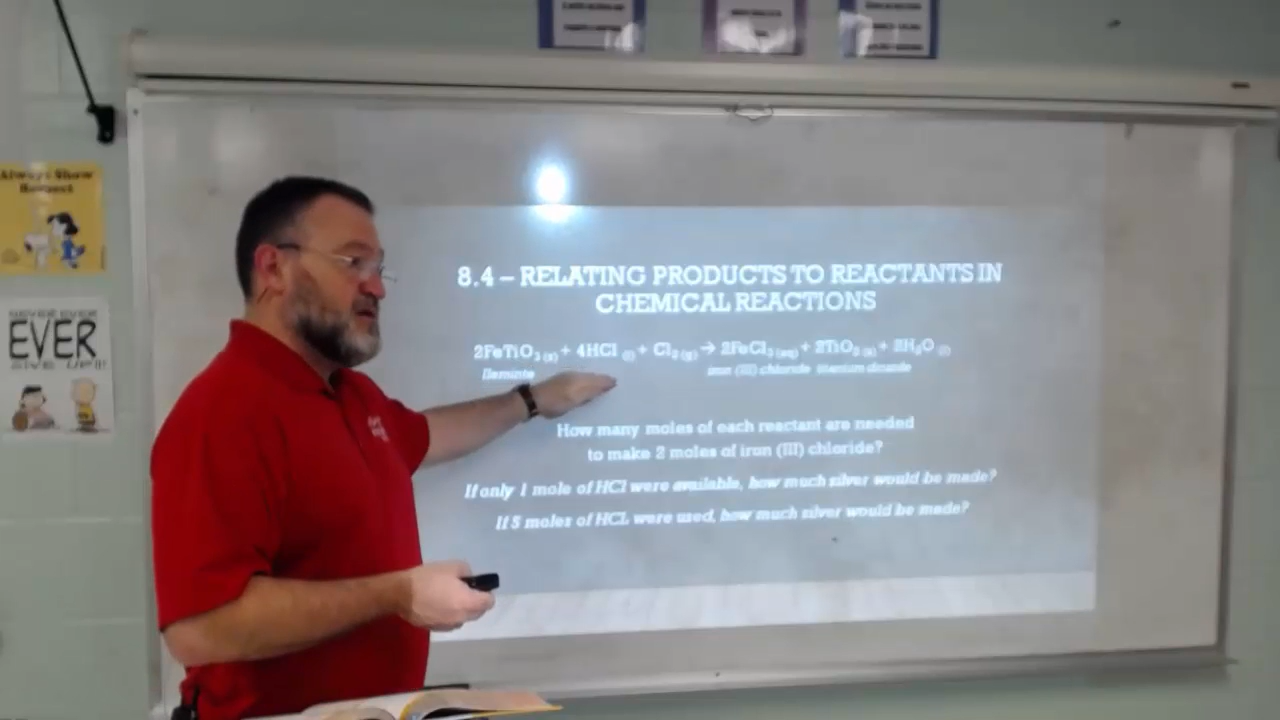 Always Show
Respect
NEVER EVER
EVER
GIVE UP!!
8.4 – RELATING PRODUCTS TO REACTANTS IN
CHEMICAL REACTIONS
2FeTiO3 (s) + 4HCl (l) + Cl2 (g) → 2FeCl3 (aq) + 2TiO2 (s) + 2H2O (l)
iron (III) chloride titanium dioxide
How many moles of each reactant are needed
to make 2 moles of iron (III) chloride?
If only 1 mole of HCl were available, how much silver would be made?
If 5 moles of HCL were used, how much silver would be made?